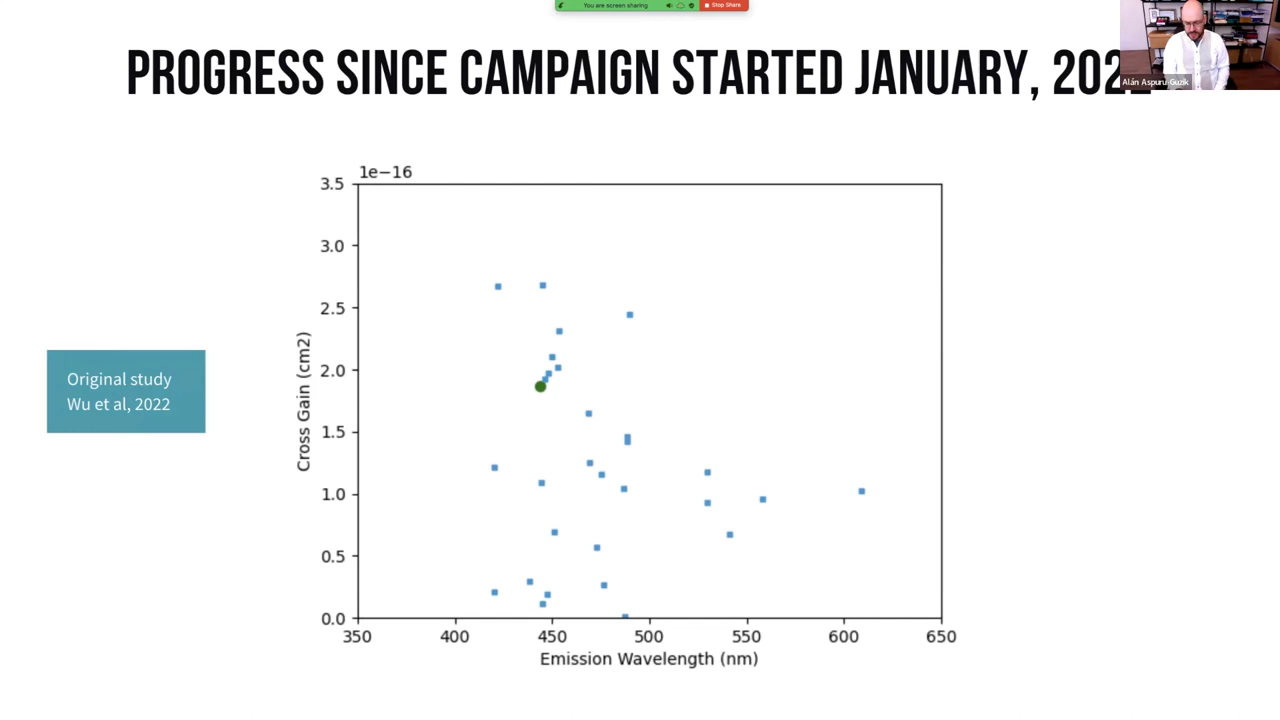 You are screen sharing
Stop Share
PROGRESS SINCE CAMPAIGN STARTED JANUARY,
Alán Aspuru-Guzik
1e−16
3.5
3.0
2.5
2.0
1.5
1.0
0.5
0.0
Cross Gain (cm2)
350 400 450 500 550 600 650
Emission Wavelength (nm)
Original study
Wu et al, 2022